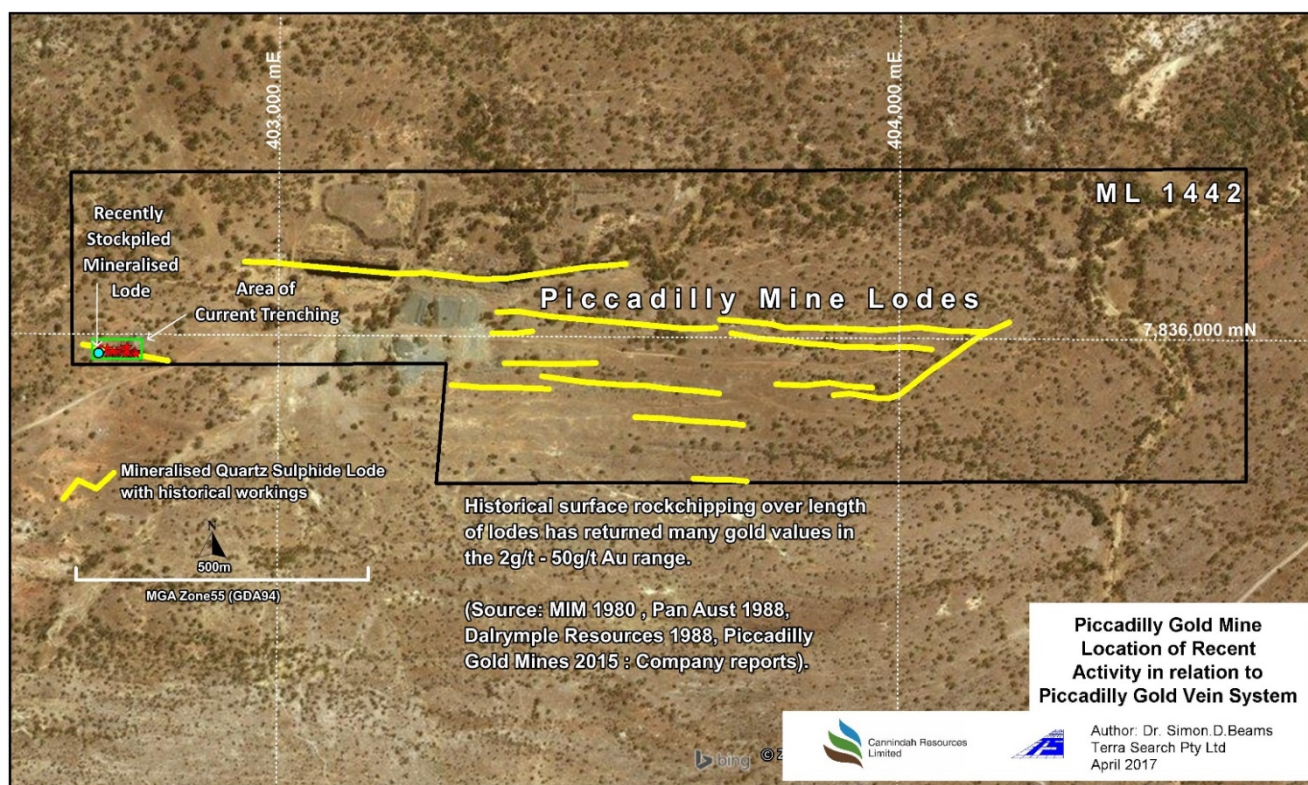 403,000 mE
404,000 mE
ML 1442
Recently
Stockpiled
Mineralised
Lode
Area of
Current Trenching
Piccadilly Mine Lodes
7,836,000 mN
Mineralised Quartz Sulphide Lode
with historical workings
N
500m
MGA Zone55 (GDA94)
Historical surface rockchipping over length
of lodes has returned many gold values in
the 2g/t - 50g/t Au range.
(Source: MIM 1980 , Pan Aust 1988,
Dalrymple Resources 1988, Piccadilly
Gold Mines 2015 : Company reports).
Piccadilly Gold Mine
Location of Recent
Activity in relation to
Piccadilly Gold Vein System
Cannindah Resources
Limited
Author: Dr. Simon.D.Beams
Terra Search Pty Ltd
April 2017
bing ©